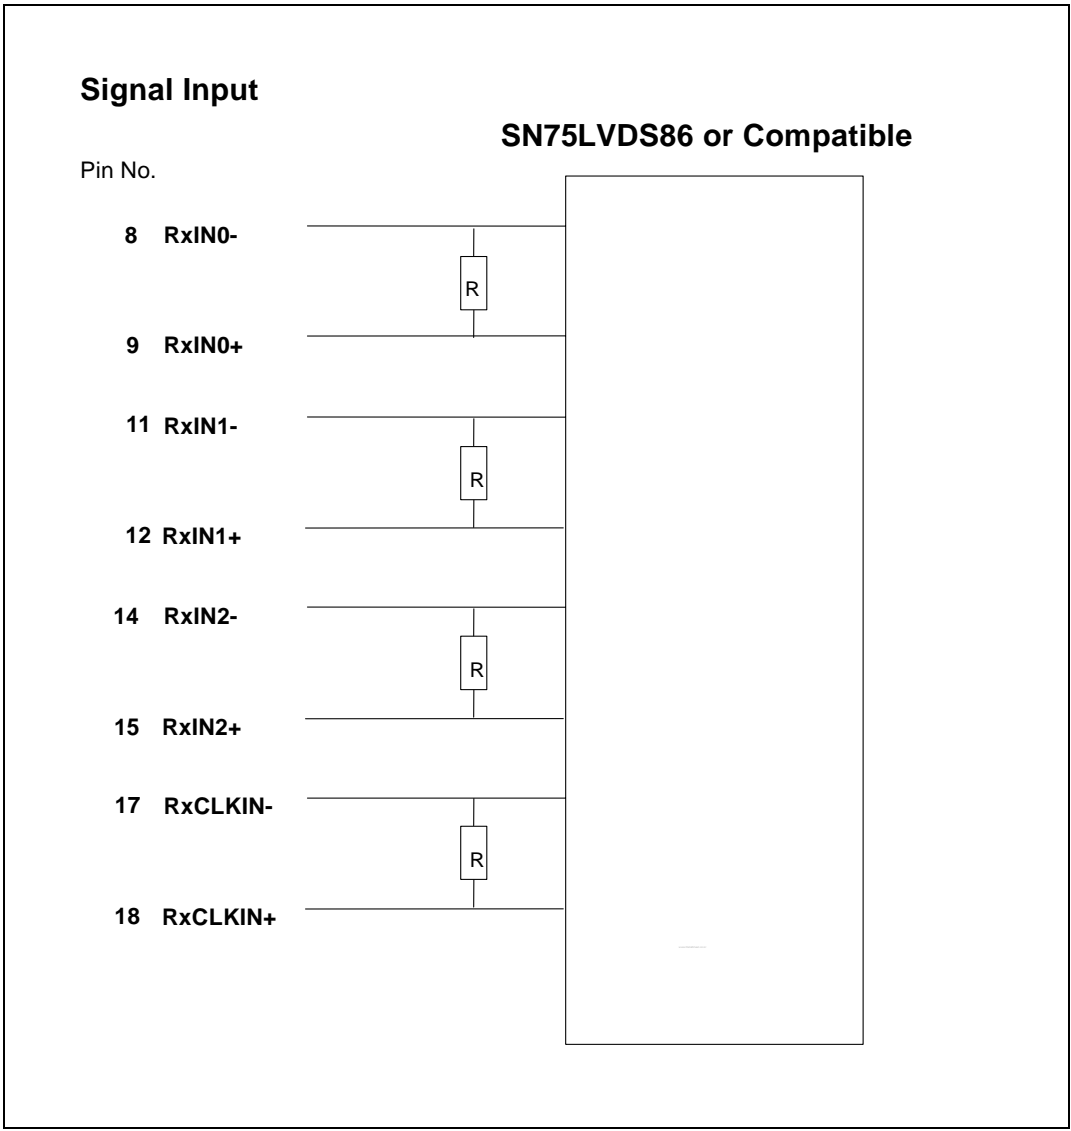 Signal Input
SN75LVDS86 or Compatible
Pin No.
8 RxIN0-
R
9 RxIN0+
11 RxIN1-
R
12 RxIN1+
14 RxIN2-
R
15 RxIN2+
17 RxCLKIN-
R
18 RxCLKIN+